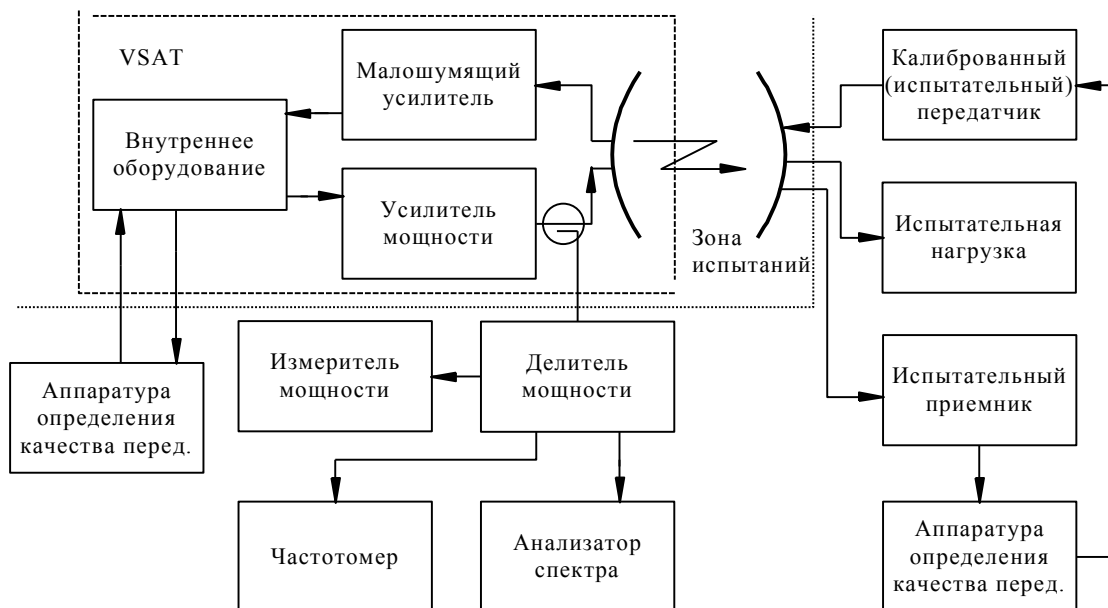 VSAT
Малошумящий
усилитель
Внутреннее
оборудование
Усилитель
мощности
Зона
испытаний
Калиброванный
(испытательный)
передатчик
Испытательная
нагрузка
Испытательный
приемник
Аппаратура
определения
качества перед.
Измеритель
мощности
Делитель
мощности
Аппаратура
определения
качества перед.
Частотомер
Анализатор
спектра